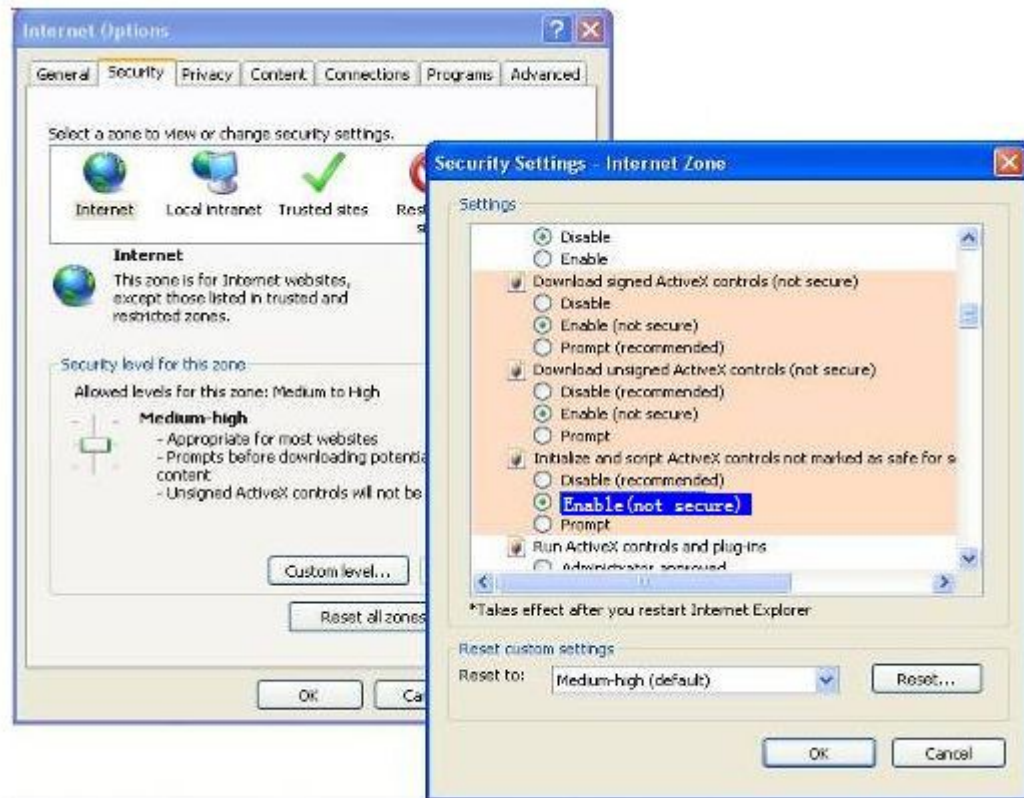 Internet Options
General Security Privacy Content Connections Programs Advanced
Select a zone to view or change security settings.
Internet Local intranet Trusted sites
Internet
This zone is for Internet websites,
except those listed in trusted and
restricted zones.
Security level for this zone
Allowed levels for this zone: Medium to High
Medium-high
- Appropriate for most websites
- Prompts before downloading
content
- Unsigned ActiveX controls will not be
Custom level...
Reset all zones
OK
Security Settings - Internet Zone
Settings
Disable
Enable
Download signed ActiveX controls (not secure)
Disable
Enable (not secure)
Prompt (recommended)
Download unsigned ActiveX controls (not secure)
Disable (recommended)
Enable (not secure)
Prompt
Initialize and script ActiveX controls not marked as safe for s
Disable (recommended)
Enable(not secure)
Prompt
Run ActiveX controls and plug-ins
Administrator approved
*Takes effect after you restart Internet Explorer
Reset custom settings
Reset to: Medium-high (default) Reset...
OK Cancel